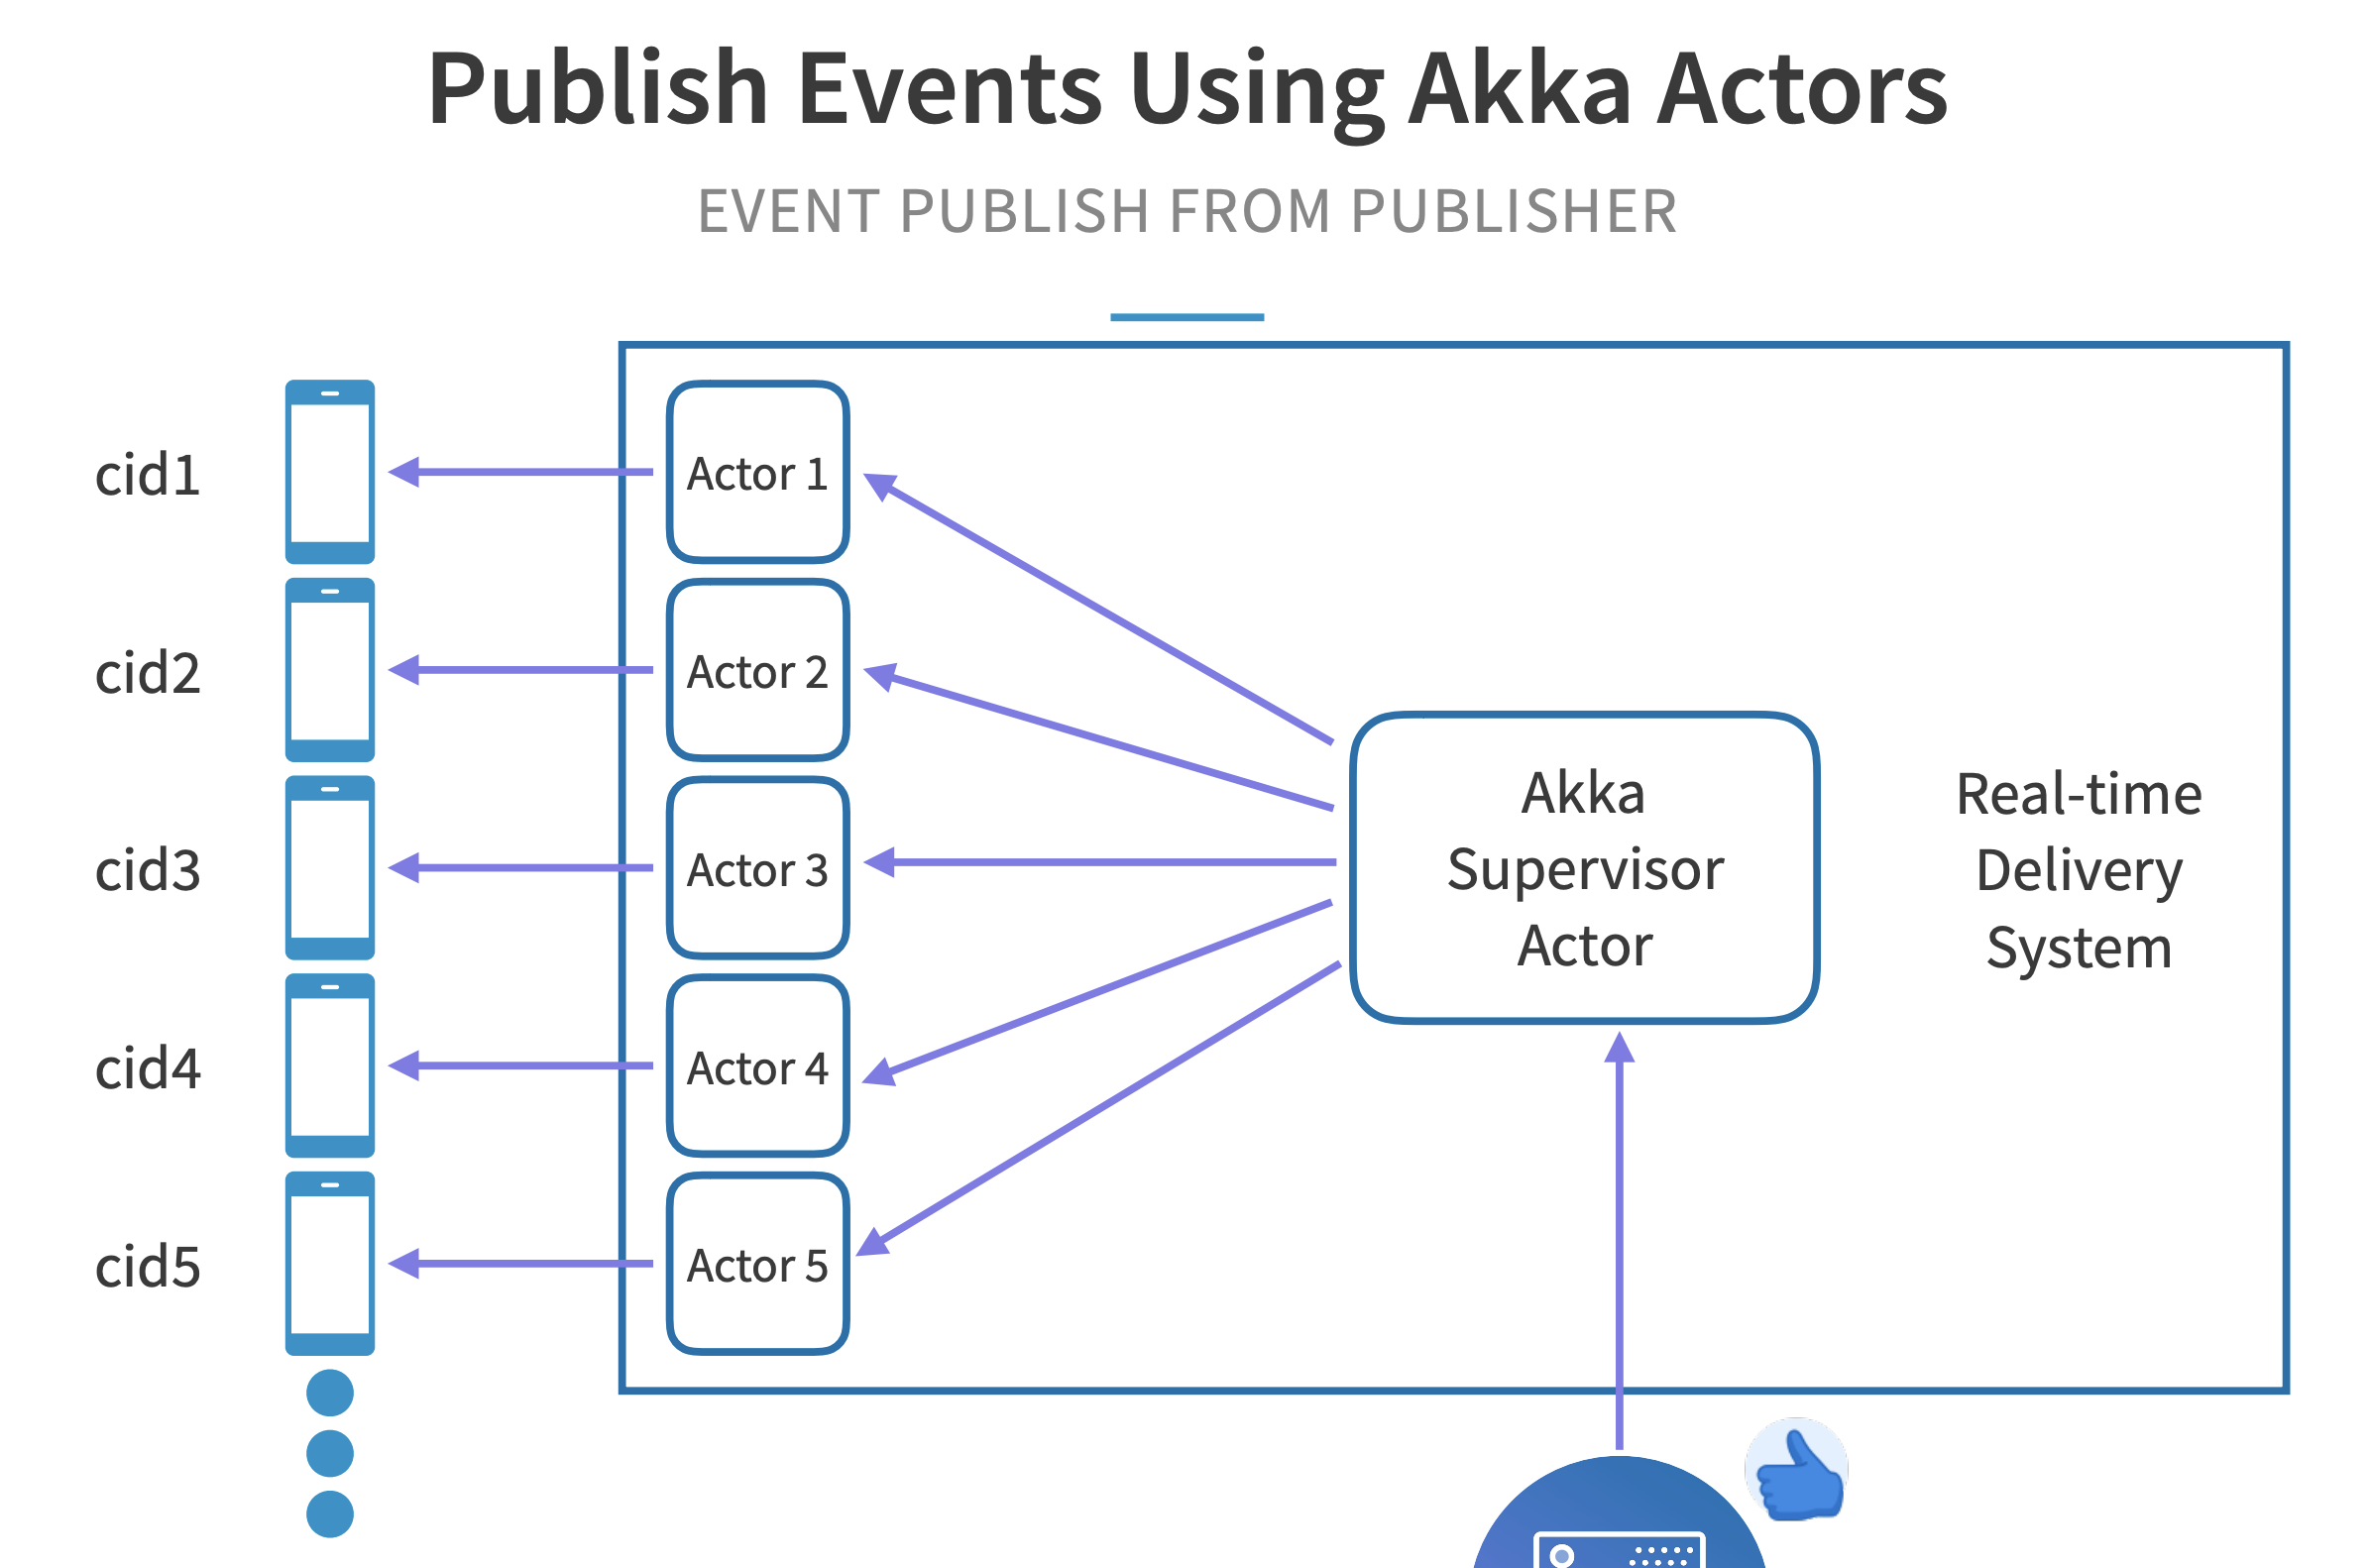 Publish Events Using Akka Actors
EVENT PUBLISH FROM PUBLISHER
cid1
Actor 1
cid2
Actor 2
cid3
Actor 3
cid4
Actor 4
cid5
Actor 5
Akka
Supervisor
Actor
Real-time
Delivery
System